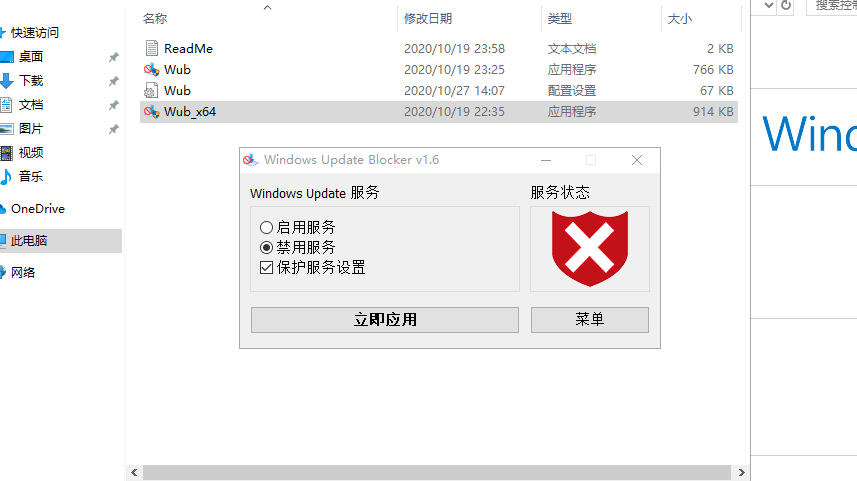 名称 修改日期 类型 大小
搜索控
快速访问
桌面
下载
文档
图片
视频
音乐
OneDrive
此电脑
网络
ReadMe 2020/10/19 23:58 文本文档 2 KB
Wub 2020/10/19 23:25 应用程序 766 KB
Wub 2020/10/27 14:07 配置设置 67 KB
Wub_x64 2020/10/19 22:35 应用程序 914 KB
Windows Update Blocker v1.6
Windows Update 服务
服务状态
启用服务
禁用服务
保护服务设置
立即应用
菜单
Wind